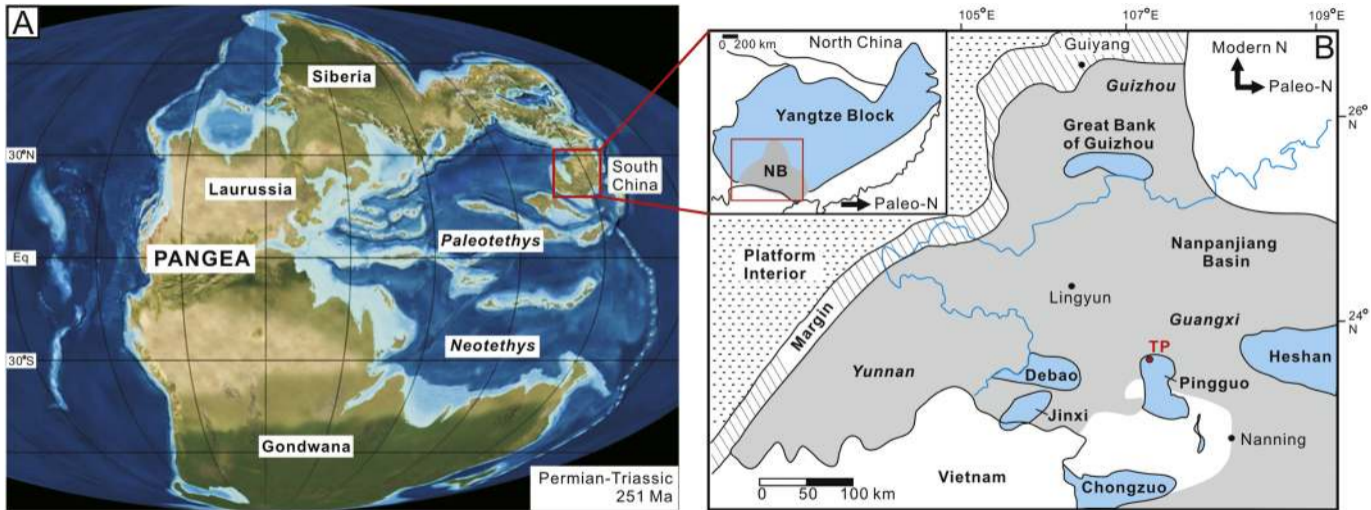 A
Siberia
30°N
South
China
Laurussia
Paleotethys
PANGEA
Eq
Neotethys
30°S
Gondwana
Permian-Triassic
251 Ma
105°E
107°E
109°E
B
0 200 km
North China
Yangtze Block
NB
Paleo-N
Guiyang
Modern N
Paleo-N
Guizhou
26°
N
Great Bank
of Guizhou
Platform
Interior
Nanpanjiang
Basin
Margin
Lingyun
24°
N
Guangxi
TP
Heshan
Yunnan
Debao
Pingguo
Jinxi
Nanning
Vietnam
Chongzuo
0 50 100 km